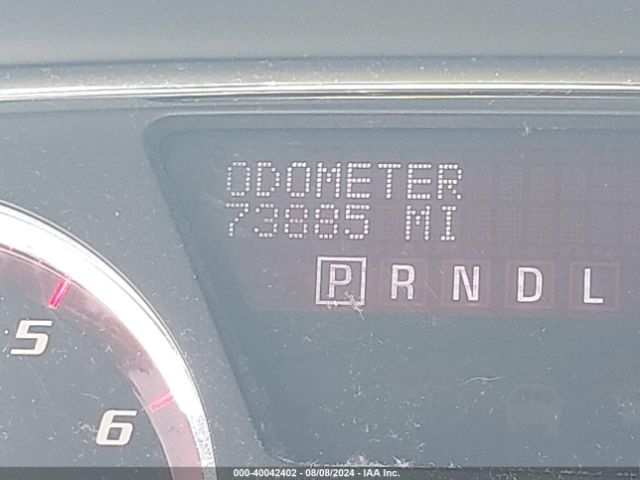 ODOMETER
73885 MI
P R N D L
5
6
000-40042402 - 08/08/2024 - IAA Inc.